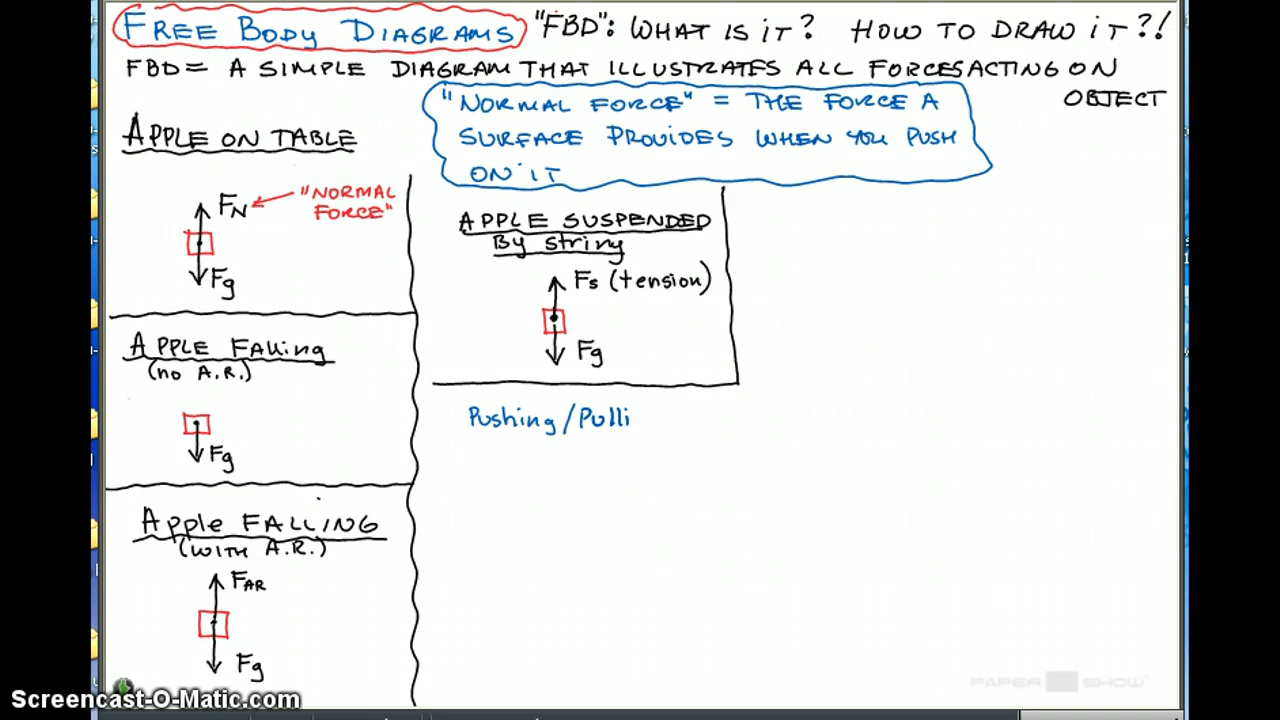 FREE BODY DIAGRAMS "FBD": WHAT IS IT? HOW TO DRAW IT?!
FBD = A SIMPLE DIAGRAM THAT ILLUSTRATES ALL FORCES ACTING ON
OBJECT
"NORMAL FORCE" = THE FORCE A
SURFACE PROVIDES WHEN YOU PUSH
ON IT
APPLE ON TABLE
FN
"NORMAL
FORCE"
Fg
APPLE Falling
(no A.R.)
Fg
Apple FALLING
(WITH A.R.)
FAR
Fg
APPLE SUSPENDED
By string
Fs (tension)
Fg
Pushing/Pulli
PAPER SHOW
Screencast-O-Matic.com